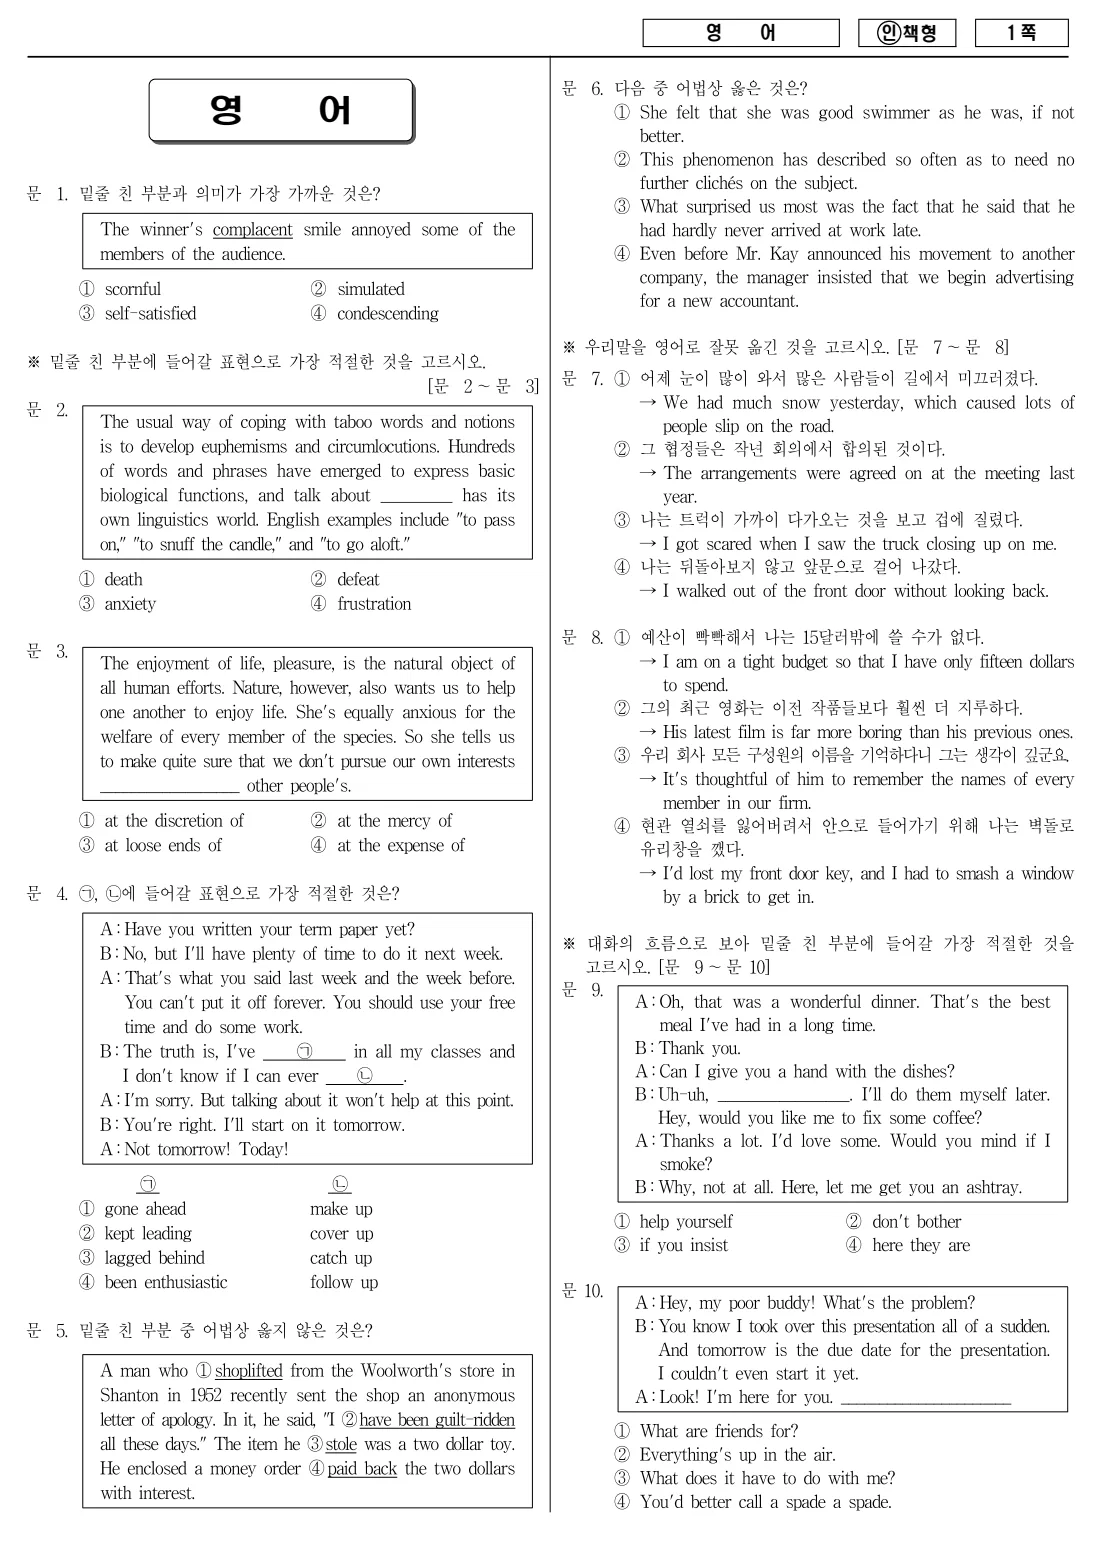 영 어
인책형
1 쪽
영 어
문 1. 밑줄 친 부분과 의미가 가장 가까운 것은?
The winner's complacent smile annoyed some of the
members of the audience.
① scornful ② simulated
③ self-satisfied ④ condescending
※ 밑줄 친 부분에 들어갈 표현으로 가장 적절한 것을 고르시오.
[문 2 ~ 문 3]
문 2.
The usual way of coping with taboo words and notions
is to develop euphemisms and circumlocutions. Hundreds
of words and phrases have emerged to express basic
biological functions, and talk about ________ has its
own linguistics world. English examples include "to pass
on," "to snuff the candle," and "to go aloft."
① death ② defeat
③ anxiety ④ frustration
문 3.
The enjoyment of life, pleasure, is the natural object of
all human efforts. Nature, however, also wants us to help
one another to enjoy life. She's equally anxious for the
welfare of every member of the species. So she tells us
to make quite sure that we don't pursue our own interests
________________ other people's.
① at the discretion of ② at the mercy of
③ at loose ends of ④ at the expense of
문 4. ㉠, ㉡에 들어갈 표현으로 가장 적절한 것은?
A : Have you written your term paper yet?
B : No, but I'll have plenty of time to do it next week.
A : That's what you said last week and the week before.
You can't put it off forever. You should use your free
time and do some work.
B : The truth is, I've ____㉠____ in all my classes and
I don't know if I can ever ____㉡____.
A : I'm sorry. But talking about it won't help at this point.
B : You're right. I'll start on it tomorrow.
A : Not tomorrow! Today!
㉠ ㉡
① gone ahead make up
② kept leading cover up
③ lagged behind catch up
④ been enthusiastic follow up
문 5. 밑줄 친 부분 중 어법상 옳지 않은 것은?
A man who ① shoplifted from the Woolworth's store in
Shanton in 1952 recently sent the shop an anonymous
letter of apology. In it, he said, "I ② have been guilt-ridden
all these days." The item he ③ stole was a two dollar toy.
He enclosed a money order ④ paid back the two dollars
with interest.
문 6. 다음 중 어법상 옳은 것은?
① She felt that she was good swimmer as he was, if not
better.
② This phenomenon has described so often as to need no
further clichés on the subject.
③ What surprised us most was the fact that he said that he
had hardly never arrived at work late.
④ Even before Mr. Kay announced his movement to another
company, the manager insisted that we begin advertising
for a new accountant.
※ 우리말을 영어로 잘못 옮긴 것을 고르시오. [문 7 ~ 문 8]
문 7. ① 어제 눈이 많이 와서 많은 사람들이 길에서 미끄러졌다.
→ We had much snow yesterday, which caused lots of
people slip on the road.
② 그 협정들은 작년 회의에서 합의된 것이다.
→ The arrangements were agreed on at the meeting last
year.
③ 나는 트럭이 가까이 다가오는 것을 보고 겁에 질렸다.
→ I got scared when I saw the truck closing up on me.
④ 나는 뒤돌아보지 않고 앞문으로 걸어 나갔다.
→ I walked out of the front door without looking back.
문 8. ① 예산이 빡빡해서 나는 15달러밖에 쓸 수가 없다.
→ I am on a tight budget so that I have only fifteen dollars
to spend.
② 그의 최근 영화는 이전 작품들보다 훨씬 더 지루하다.
→ His latest film is far more boring than his previous ones.
③ 우리 회사 모든 구성원의 이름을 기억하다니 그는 생각이 깊군요.
→ It's thoughtful of him to remember the names of every
member in our firm.
④ 현관 열쇠를 잃어버려서 안으로 들어가기 위해 나는 벽돌로
유리창을 깼다.
→ I'd lost my front door key, and I had to smash a window
by a brick to get in.
※ 대화의 흐름으로 보아 밑줄 친 부분에 들어갈 가장 적절한 것을
고르시오. [문 9 ~ 문 10]
문 9.
A : Oh, that was a wonderful dinner. That's the best
meal I've had in a long time.
B : Thank you.
A : Can I give you a hand with the dishes?
B : Uh-uh, ________________. I'll do them myself later.
Hey, would you like me to fix some coffee?
A : Thanks a lot. I'd love some. Would you mind if I
smoke?
B : Why, not at all. Here, let me get you an ashtray.
① help yourself ② don't bother
③ if you insist ④ here they are
문 10.
A : Hey, my poor buddy! What's the problem?
B : You know I took over this presentation all of a sudden.
And tomorrow is the due date for the presentation.
I couldn't even start it yet.
A : Look! I'm here for you. ____________________
① What are friends for?
② Everything's up in the air.
③ What does it have to do with me?
④ You'd better call a spade a spade.